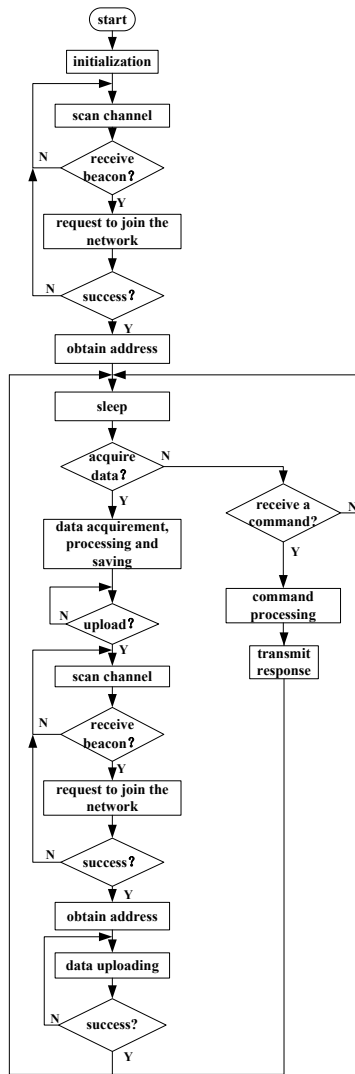 start
initialization
scan channel
N
receive
beacon?
Y
request to join the
network
N
success?
Y
obtain address
sleep
acquire
data?
N
Y
receive a
command?
N
Y
data acquirement,
processing and
saving
command
processing
N
upload?
Y
transmit
response
scan channel
N
receive
beacon?
Y
request to join the
network
N
success?
Y
obtain address
data uploading
N
success?
Y